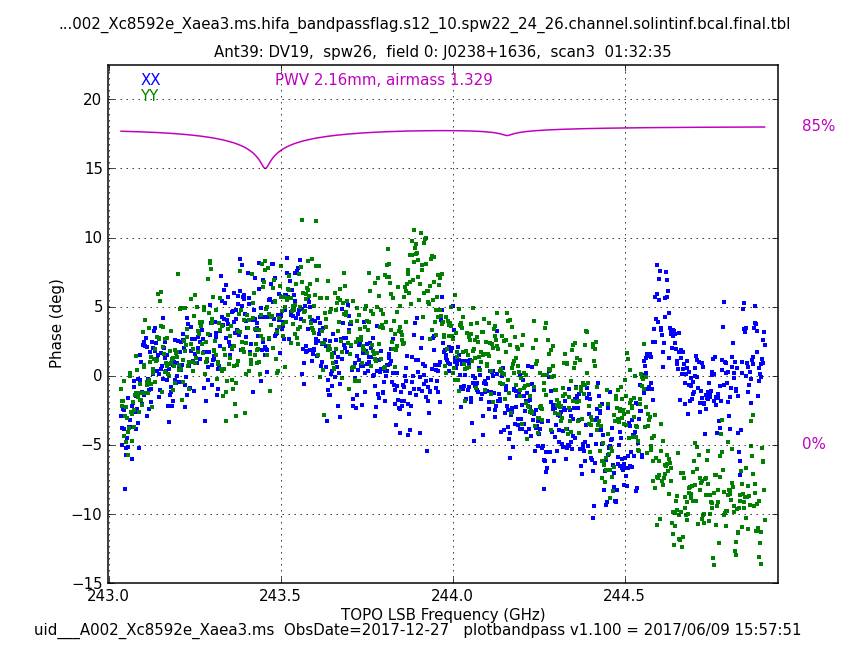 ...002_Xc8592e_Xaea3.ms.hifa_bandpassflag.s12_10.spw22_24_26.channel.solintinf.bcal.final.tbl
Ant39: DV19,  spw26,  field 0: J0238+1636,  scan3  01:32:35
XX
PWV 2.16mm, airmass 1.329
YY
20
15
10
5
0
−5
−10
−15
85%
0%
Phase (deg)
243.0
243.5
244.0
244.5
TOPO LSB Frequency (GHz)
uid___A002_Xc8592e_Xaea3.ms  ObsDate=2017-12-27   plotbandpass v1.100 = 2017/06/09 15:57:51